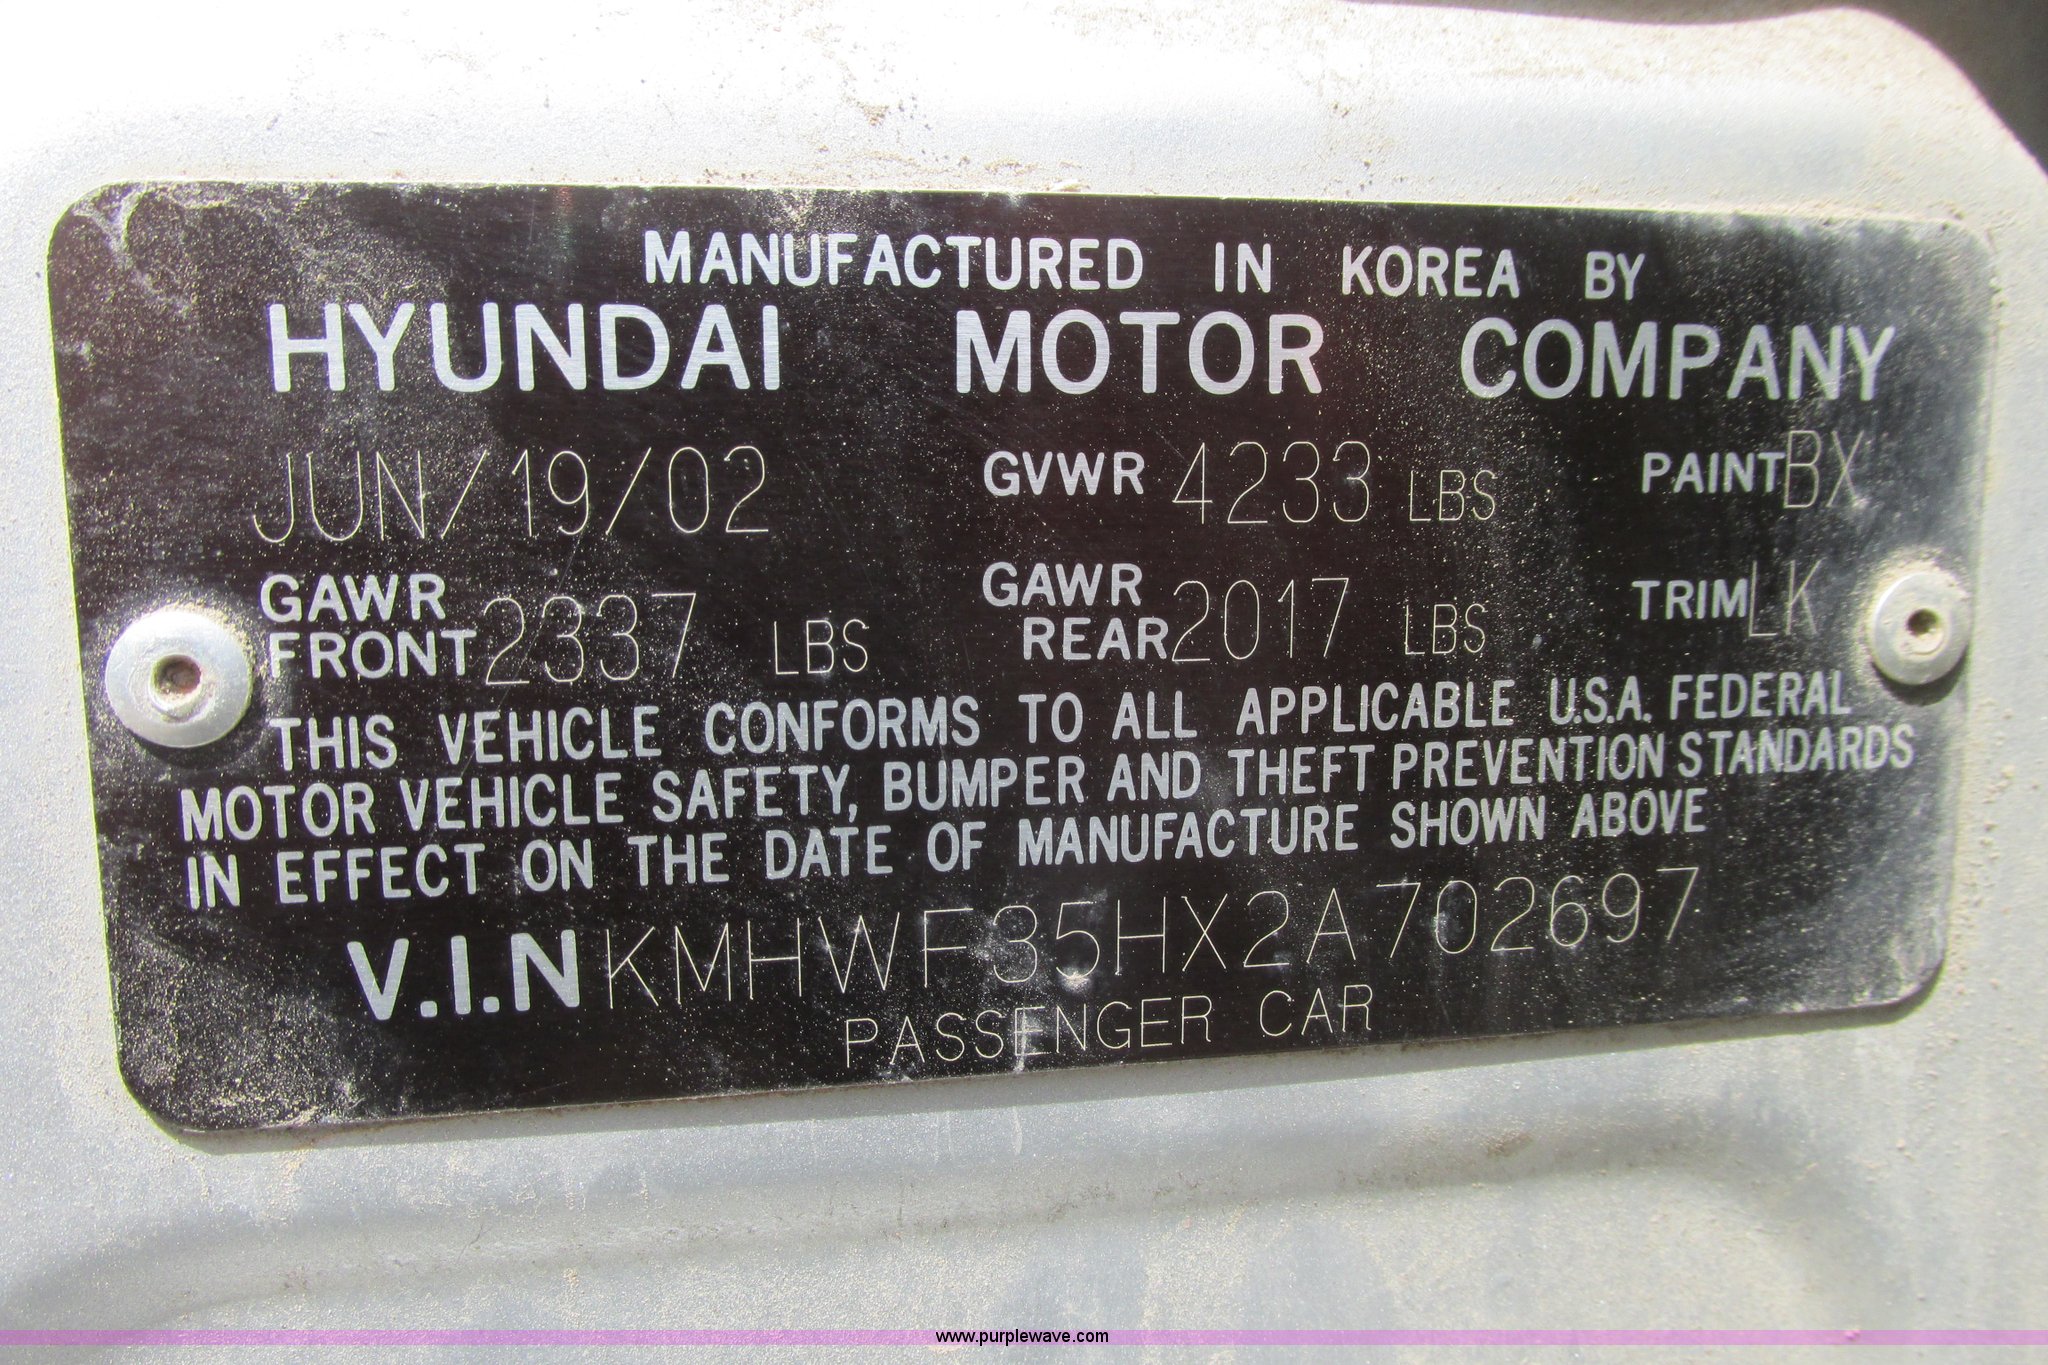 MANUFACTURED IN KOREA BY
HYUNDAI MOTOR COMPANY
JUN/19/02 GVWR 4233 LBS PAINT BX
GAWR FRONT 2337 LBS GAWR REAR 2017 LBS TRIM LK
THIS VEHICLE CONFORMS TO ALL APPLICABLE U.S.A. FEDERAL
MOTOR VEHICLE SAFETY, BUMPER AND THEFT PREVENTION STANDARDS
IN EFFECT ON THE DATE OF MANUFACTURE SHOWN ABOVE
V.I.N KMHWF35HX2A702697
PASSENGER CAR
www.purplewave.com